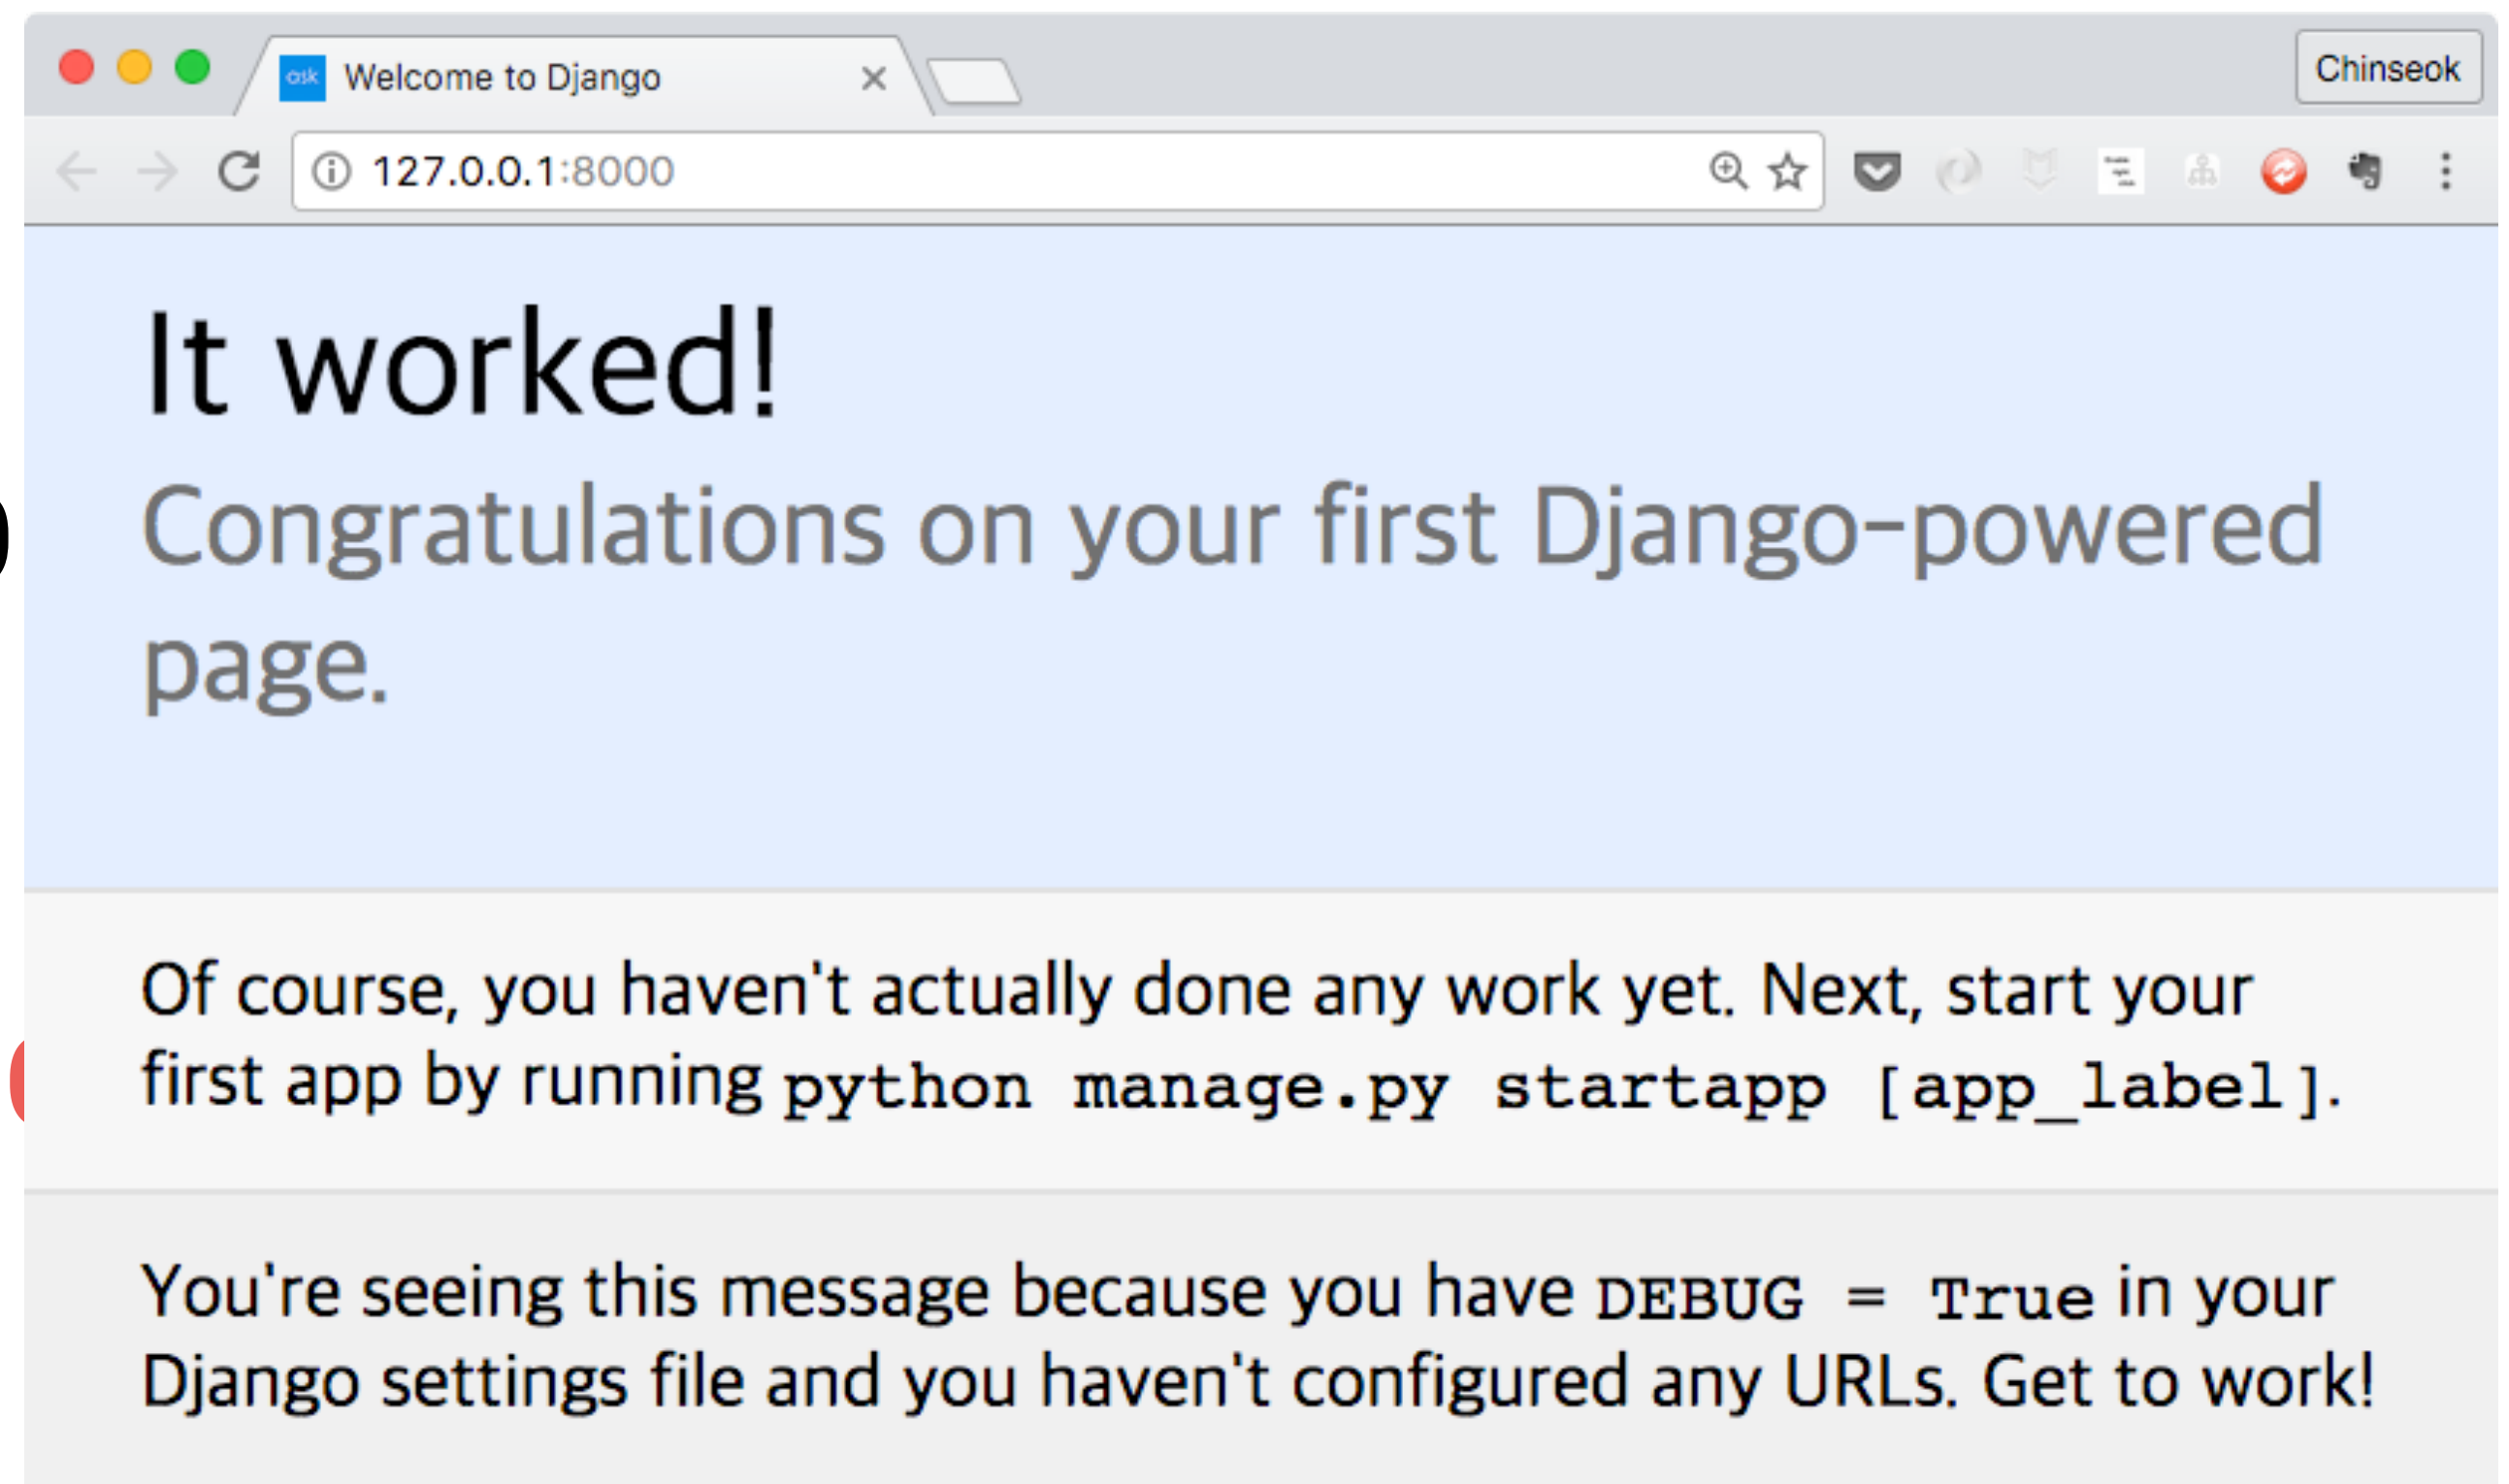 ask Welcome to Django
Chinseok
127.0.0.1:8000
It worked!
Congratulations on your first Django-powered
page.
Of course, you haven't actually done any work yet. Next, start your
first app by running python manage.py startapp [app_label].
You're seeing this message because you have DEBUG = True in your
Django settings file and you haven't configured any URLs. Get to work!